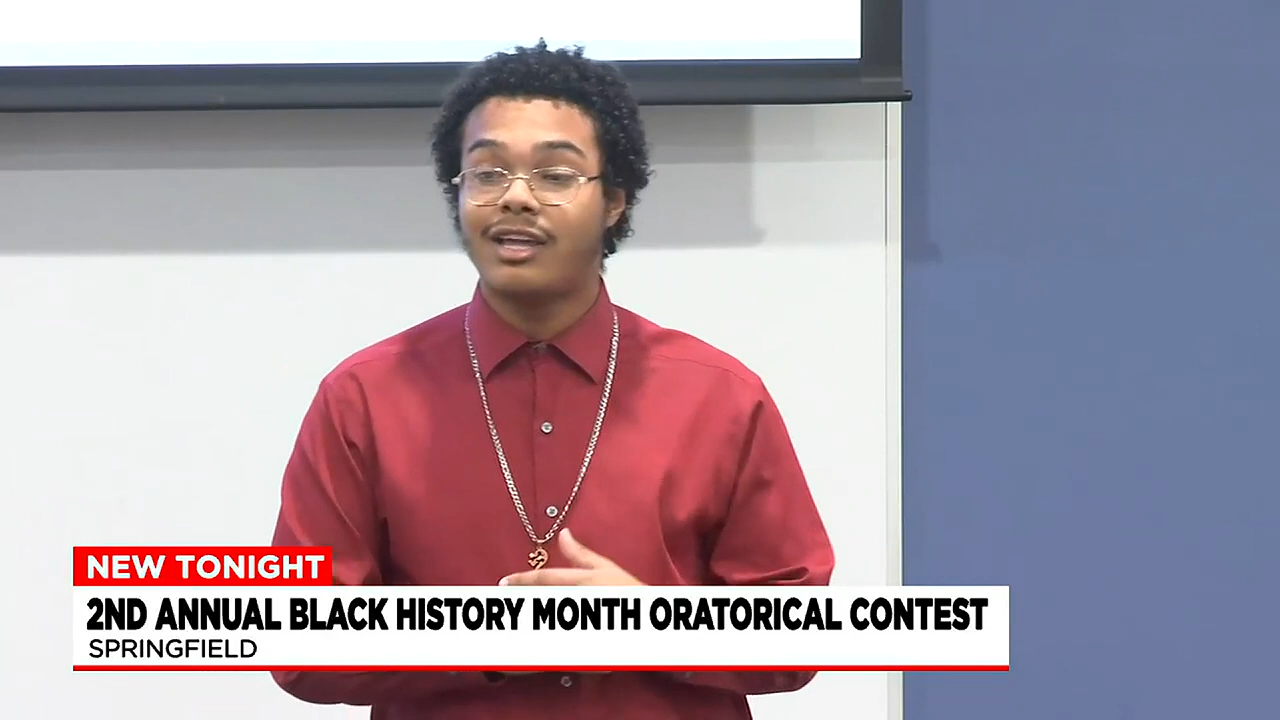 NEW TONIGHT
2ND ANNUAL BLACK HISTORY MONTH ORATORICAL CONTEST
SPRINGFIELD